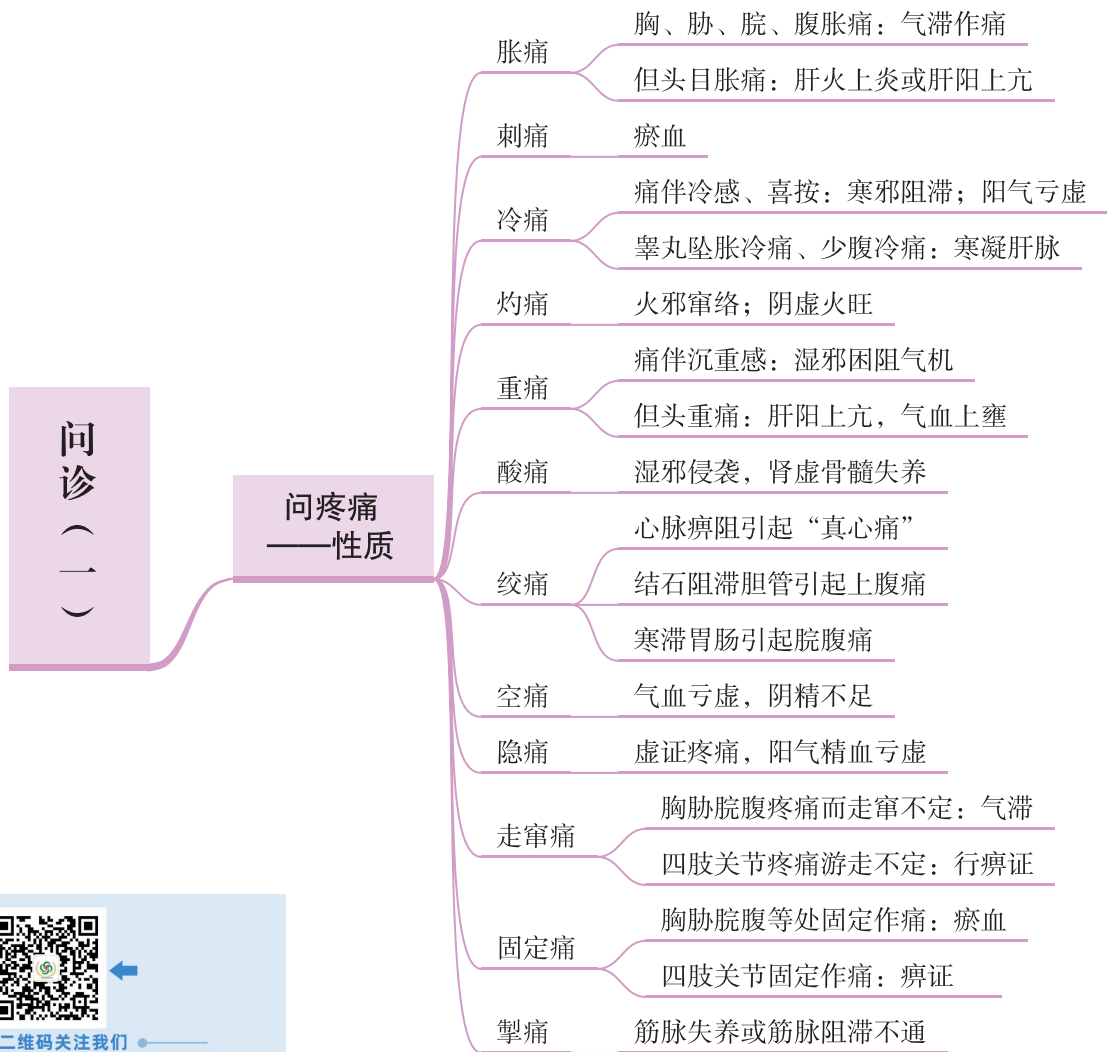 问诊（一）
问疼痛
——性质
胀痛
胸、胁、脘、腹胀痛：气滞作痛
但头目胀痛：肝火上炎或肝阳上亢
刺痛
瘀血
冷痛
痛伴冷感、喜按：寒邪阻滞；阳气亏虚
睾丸坠胀冷痛、少腹冷痛：寒凝肝脉
灼痛
火邪窜络；阴虚火旺
重痛
痛伴沉重感：湿邪困阻气机
但头重痛：肝阳上亢，气血上壅
酸痛
湿邪侵袭，肾虚骨髓失养
绞痛
心脉痹阻引起“真心痛”
结石阻滞胆管引起上腹痛
寒滞胃肠引起脘腹痛
空痛
气血亏虚，阴精不足
隐痛
虚证疼痛，阳气精血亏虚
走窜痛
胸胁脘腹疼痛而走窜不定：气滞
四肢关节疼痛游走不定：行痹证
固定痛
胸胁脘腹等处固定作痛：瘀血
四肢关节固定作痛：痹证
掣痛
筋脉失养或筋脉阻滞不通
二维码关注我们